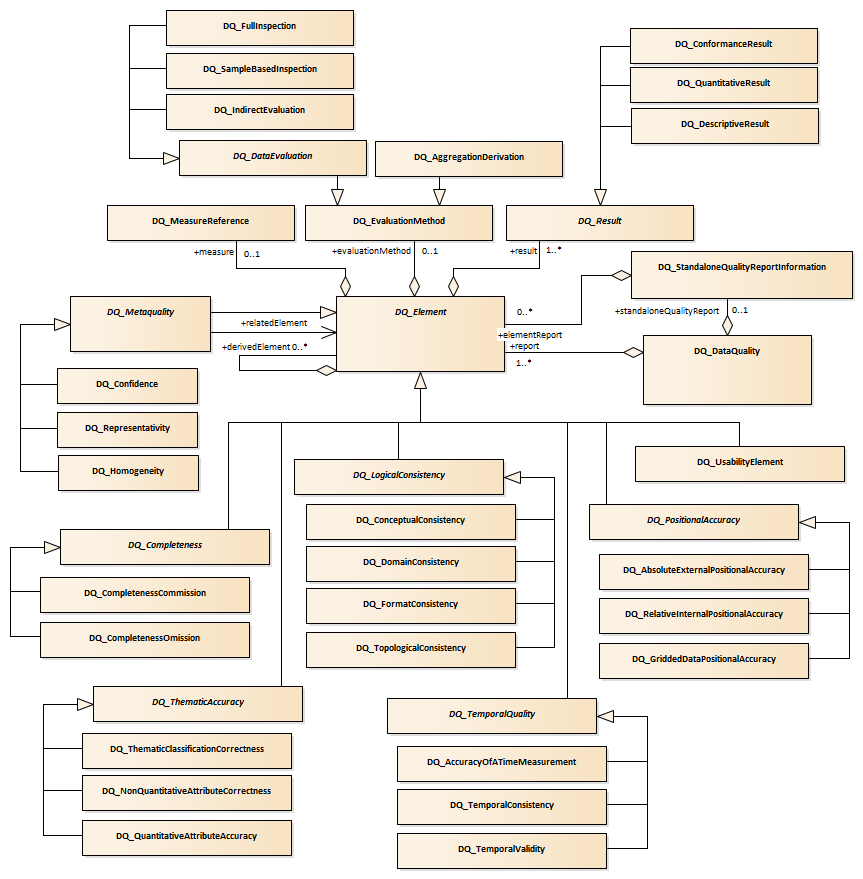 DQ_FullInspection
DQ_ConformanceResult
DQ_SampleBasedInspection
DQ_QuantitativeResult
DQ_IndirectEvaluation
DQ_DescriptiveResult
DQ_DataEvaluation
DQ_AggregationDerivation
DQ_MeasureReference
DQ_EvaluationMethod
DQ_Result
+measure 0..1
+evaluationMethod 0..1
+result 1..*
DQ_StandaloneQualityReportInformation
DQ_Metaquality
DQ_Element
0..*
+standaloneQualityReport 0..1
+relatedElement
+elementReport
+derivedElement 0..*
+report
DQ_DataQuality
1..*
DQ_Confidence
DQ_Representativity
DQ_Homogeneity
DQ_LogicalConsistency
DQ_UsabilityElement
DQ_ConceptualConsistency
DQ_PositionalAccuracy
DQ_Completeness
DQ_DomainConsistency
DQ_AbsoluteExternalPositionalAccuracy
DQ_CompletenessCommission
DQ_FormatConsistency
DQ_RelativeInternalPositionalAccuracy
DQ_CompletenessOmission
DQ_TopologicalConsistency
DQ_GriddedDataPositionalAccuracy
DQ_ThematicAccuracy
DQ_TemporalQuality
DQ_ThematicClassificationCorrectness
DQ_AccuracyOfATimeMeasurement
DQ_NonQuantitativeAttributeCorrectness
DQ_TemporalConsistency
DQ_QuantitativeAttributeAccuracy
DQ_TemporalValidity